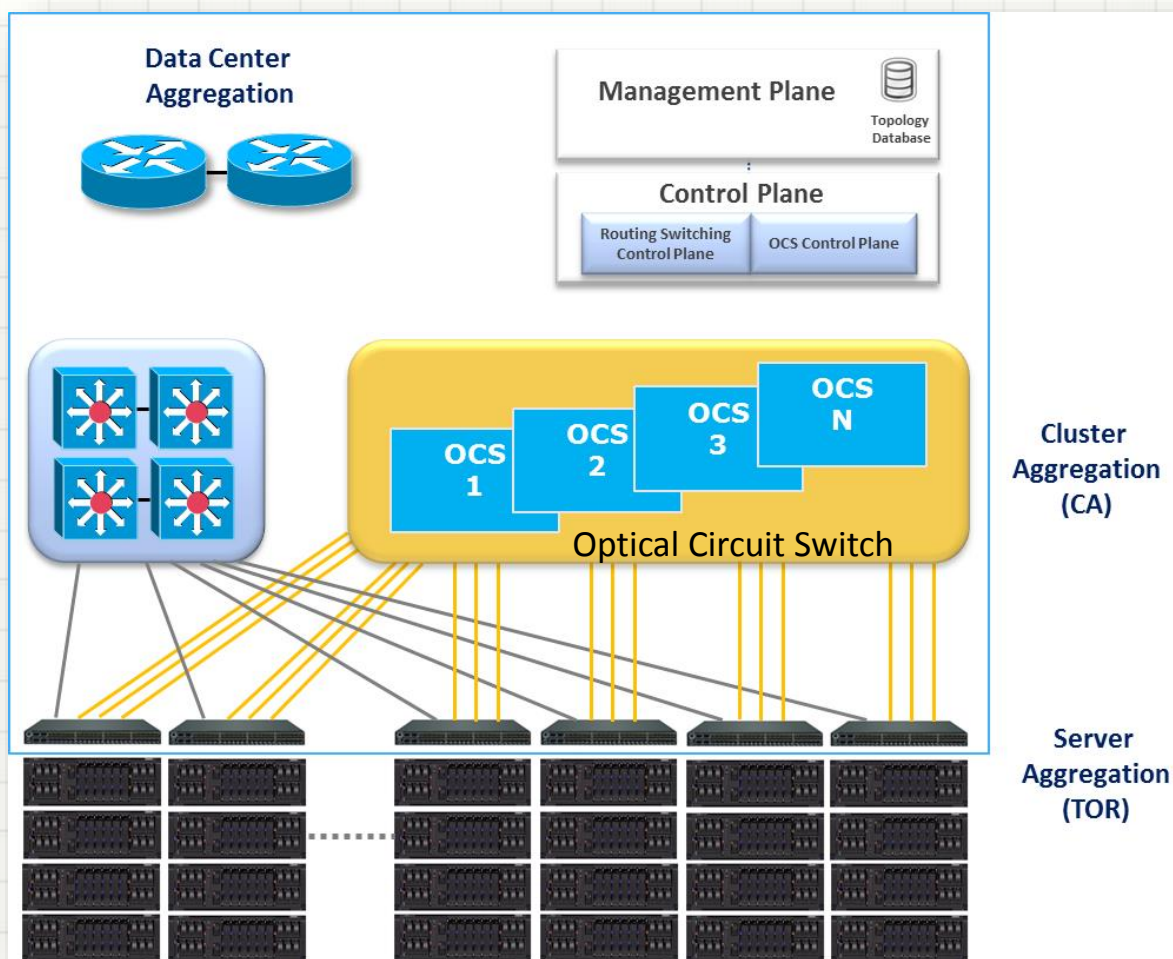 Data Center
Aggregation
Management Plane
Topology
Database
Control Plane
Routing Switching
Control Plane
OCS Control Plane
OCS
1
OCS
2
OCS
3
OCS
N
Optical Circuit Switch
Cluster
Aggregation
(CA)
Server
Aggregation
(TOR)